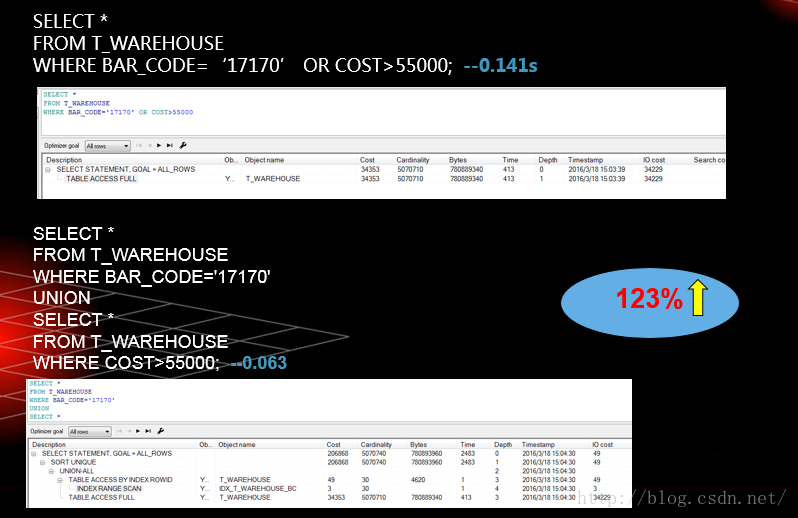 SELECT *
FROM T_WAREHOUSE
WHERE BAR_CODE= ‘17170’ OR COST>55000; --0.141s
SELECT *
FROM T_WAREHOUSE
WHERE BAR_CODE='17170' OR COST>55000
Optimizer goal All rows
Description Ob... Object name Cost Cardinality Bytes Time Depth Timestamp IO cost Search co
SELECT STATEMENT, GOAL = ALL_ROWS 34353 5070710 780889340 413 0 2016/3/18 15:03:39 34229
TABLE ACCESS FULL Y... T_WAREHOUSE 34353 5070710 780889340 413 1 2016/3/18 15:03:39 34229
SELECT *
FROM T_WAREHOUSE
WHERE BAR_CODE='17170'
UNION
SELECT *
FROM T_WAREHOUSE
WHERE COST>55000; --0.063
123%
SELECT *
FROM T_WAREHOUSE
WHERE BAR_CODE='17170'
UNION
SELECT *
Optimizer goal All rows
Description Ob... Object name Cost Cardinality Bytes Time Depth Timestamp IO cost
SELECT STATEMENT, GOAL = ALL_ROWS 206868 5070740 780893960 2483 0 2016/3/18 15:04:30 49
SORT UNIQUE 206868 5070740 780893960 2483 1 2016/3/18 15:04:30 49
UNION-ALL 2 2016/3/18 15:04:30
TABLE ACCESS BY INDEX ROWID Y... T_WAREHOUSE 49 30 4620 1 3 2016/3/18 15:04:30 49
INDEX RANGE SCAN Y... IDX_T_WAREHOUSE_BC 3 30 1 4 2016/3/18 15:04:30 3
TABLE ACCESS FULL Y... T_WAREHOUSE 34353 5070710 780889340 413 3 2016/3/18 15:04:30 34229
http://blog.csdn.net/